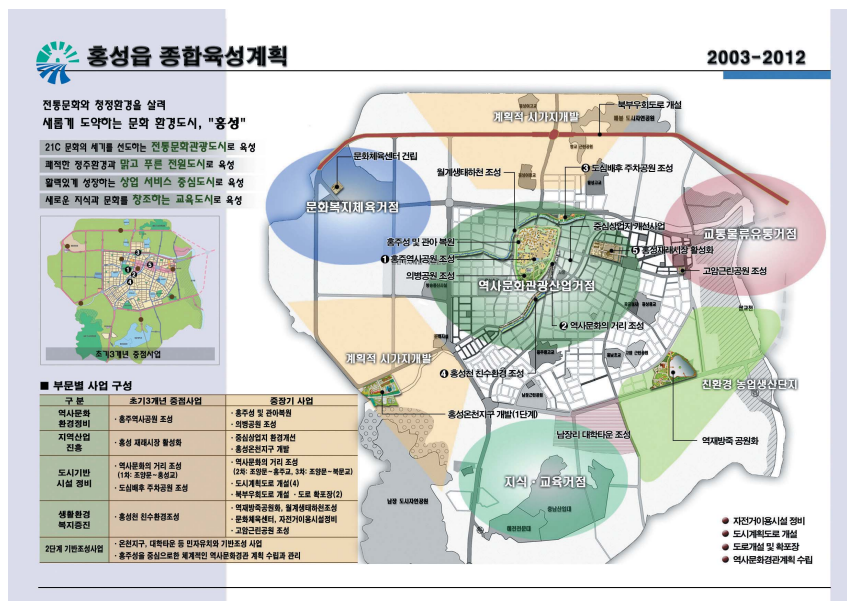 홍성읍 종합육성계획
2003-2012
전통문화와 청정환경을 살려
새롭게 도약하는 문화 환경도시, "홍성"
21C 문화의 세기를 선도하는 전통문화관광도시로 육성
쾌적한 정주환경과 맑고 푸른 전원도시로 육성
활력있게 성장하는 상업 서비스 중심도시로 육성
새로운 지식과 문화를 창조하는 교육도시로 육성
초기3개년 중점사업
계획적 시가지개발
북부우회도로 개설
문화체육센터 건립
월계생태하천 조성
❸ 도심배후 주차공원 조성
문화복지체육거점
홍주성 및 관아 복원
중심상업지 개선사업
교통물류유통거점
❶ 홍주역사공원 조성
❺ 홍성재래시장 활성화
의병공원 조성
역사문화관광산업거점
고암근린공원 조성
❷ 역사문화의 거리 조성
계획적 시가지개발
❹ 홍성천 친수환경 조성
친환경 농업생산단지
홍성온천지구 개발(1단계)
남장리 대학타운 조성
역재방죽 공원화
지식·교육거점
남장 도시자연공원
■ 부문별 사업 구성
구 분 초기3개년 중점사업 중장기 사업
역사문화 환경정비 · 홍주역사공원 조성 · 홍주성 및 관아복원
· 의병공원 조성
지역산업 진흥 · 홍성 재래시장 활성화 · 중심상업지 환경개선
· 홍성온천지구 개발
도시기반 시설 정비 · 역사문화의 거리 조성 · 역사문화의 거리 조성
(1차: 조양문~홍성교) (2차: 조양문~홍주교, 3차: 조양문~북문교)
· 도심배후 주차공원 조성 · 도시계획도로 개설(4)
· 북부우회도로 개설 · 도로 확포장(2)
생활환경 복지증진 · 홍성천 친수환경조성 · 역재방죽공원화, 월계생태하천조성
· 문화체육센터, 자전거이용시설정비
· 고암근린공원 조성
2단계 기반조성사업 · 온천지구, 대학타운 등 민자유치와 기반조성 사업
· 홍주성을 중심으로한 체계적인 역사문화경관 계획 수립과 관리
자전거이용시설 정비
도시계획도로 개설
도로개설 및 확포장
역사문화경관계획 수립